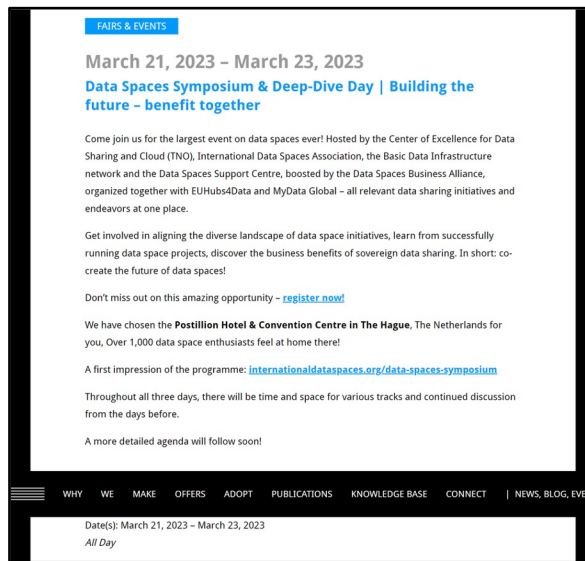 FAIRS & EVENTS
March 21, 2023 – March 23, 2023
Data Spaces Symposium & Deep-Dive Day | Building the
future – benefit together
Come join us for the largest event on data spaces ever! Hosted by the Center of Excellence for Data
Sharing and Cloud (TNO), International Data Spaces Association, the Basic Data Infrastructure
network and the Data Spaces Support Centre, boosted by the Data Spaces Business Alliance,
organized together with EUHubs4Data and MyData Global – all relevant data sharing initiatives and
endeavors at one place.
Get involved in aligning the diverse landscape of data space initiatives, learn from successfully
running data space projects, discover the business benefits of sovereign data sharing. In short: co-
create the future of data spaces!
Don't miss out on this amazing opportunity – register now!
We have chosen the Postillion Hotel & Convention Centre in The Hague, The Netherlands for
you, Over 1,000 data space enthusiasts feel at home there!
A first impression of the programme: internationaldataspaces.org/data-spaces-symposium
Throughout all three days, there will be time and space for various tracks and continued discussion
from the days before.
A more detailed agenda will follow soon!
WHY WE MAKE OFFERS ADOPT PUBLICATIONS KNOWLEDGE BASE CONNECT | NEWS, BLOG, EVE
Date(s): March 21, 2023 – March 23, 2023
All Day